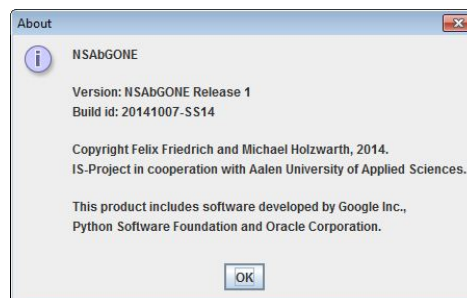 About
NSAbGONE
Version: NSAbGONE Release 1
Build id: 20141007-SS14
Copyright Felix Friedrich and Michael Holzwarth, 2014.
IS-Project in cooperation with Aalen University of Applied Sciences.
This product includes software developed by Google Inc.,
Python Software Foundation and Oracle Corporation.
OK